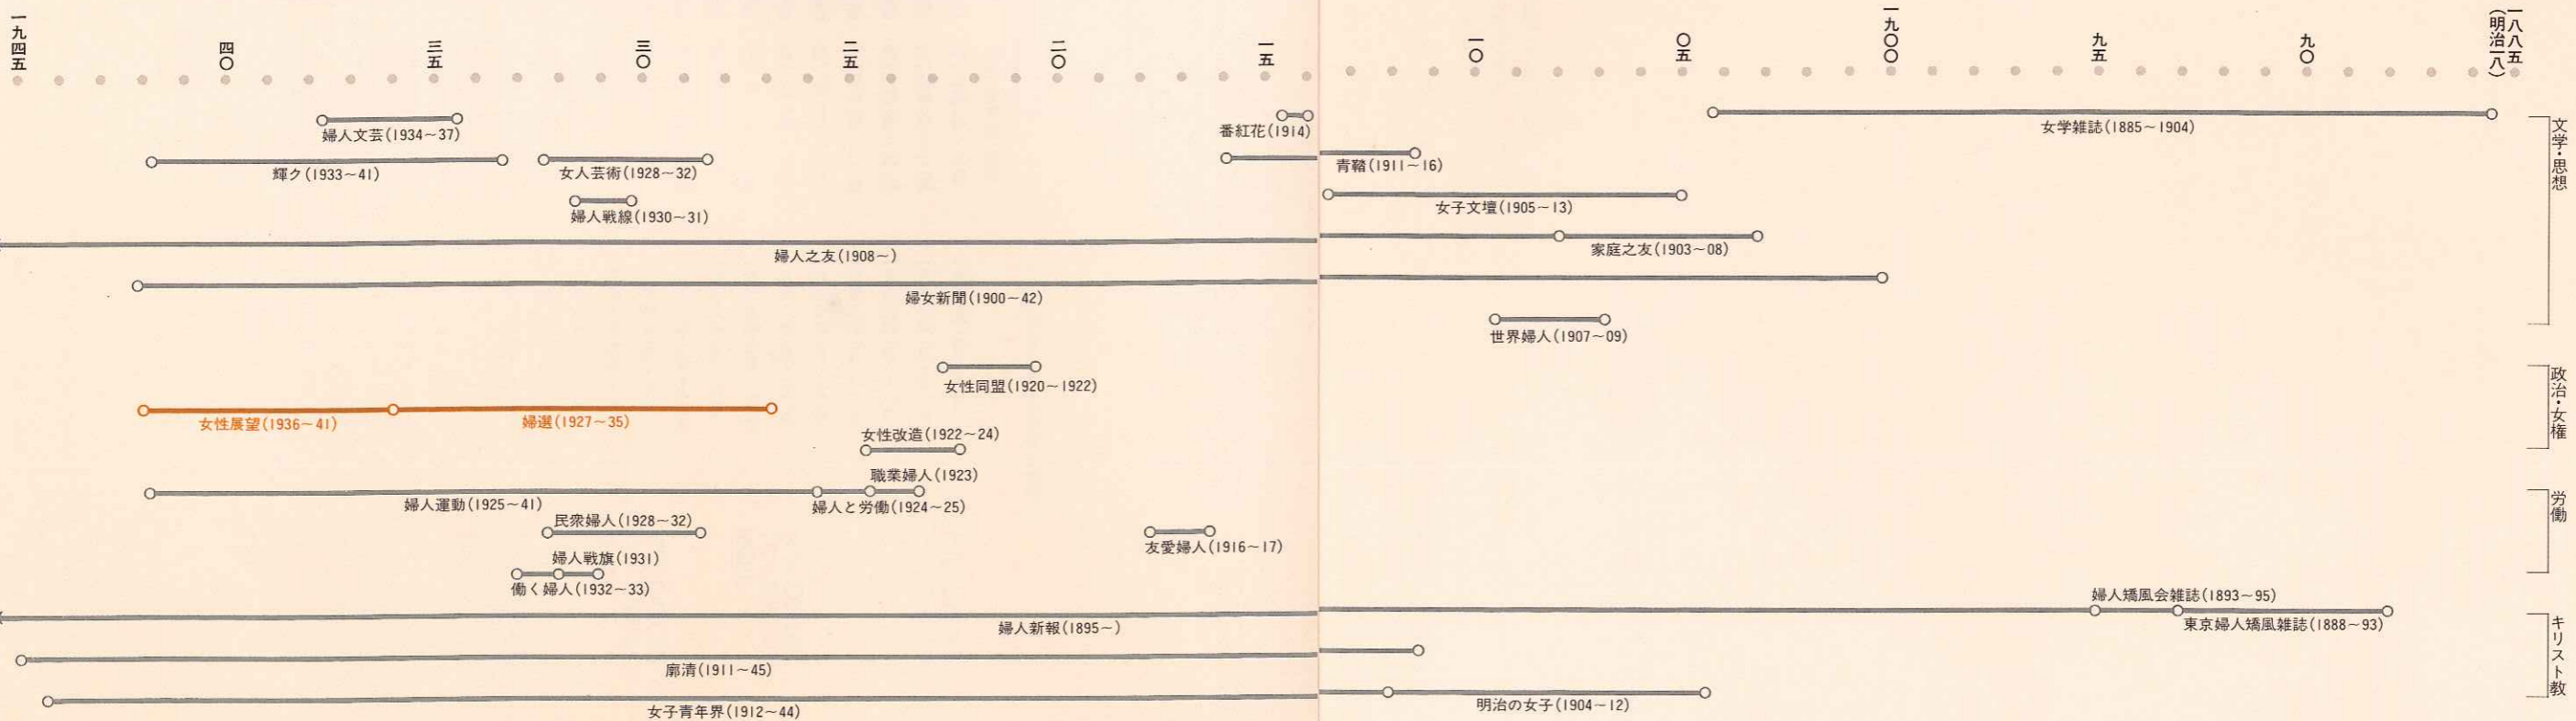 一八八五
(明治一八)
九〇
九五
一九〇〇
〇五
一〇
一五
二〇
二五
三〇
三五
四〇
一九四五
文学・思想
女学雑誌(1885～1904)
番紅花(1914)
婦人文芸(1934～37)
青鞜(1911～16)
女人芸術(1928～32)
輝ク(1933～41)
女子文壇(1905～13)
婦人戦線(1930～31)
家庭之友(1903～08)
婦人之友(1908～)
婦女新聞(1900～42)
世界婦人(1907～09)
政治・女権
女性同盟(1920～1922)
婦選(1927～35)
女性展望(1936～41)
女性改造(1922～24)
労働
職業婦人(1923)
婦人と労働(1924～25)
婦人運動(1925～41)
友愛婦人(1916～17)
民衆婦人(1928～32)
婦人戦旗(1931)
働く婦人(1932～33)
キリスト教
東京婦人矯風雑誌(1888～93)
婦人矯風会雑誌(1893～95)
婦人新報(1895～)
廓清(1911～45)
明治の女子(1904～12)
女子青年界(1912～44)